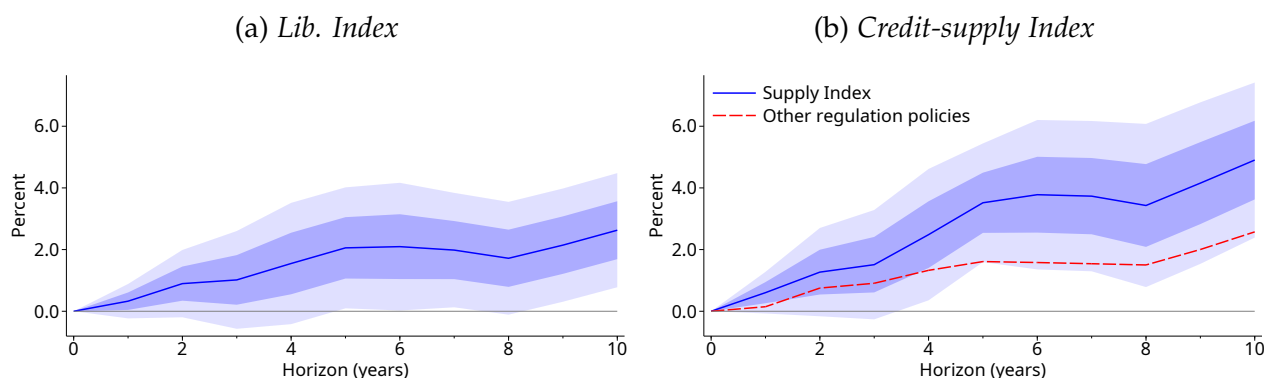 (a) Lib. Index
Percent
6.0
4.0
2.0
0.0
0 2 4 6 8 10
Horizon (years)
(b) Credit-supply Index
Supply Index
Other regulation policies
Percent
6.0
4.0
2.0
0.0
0 2 4 6 8 10
Horizon (years)